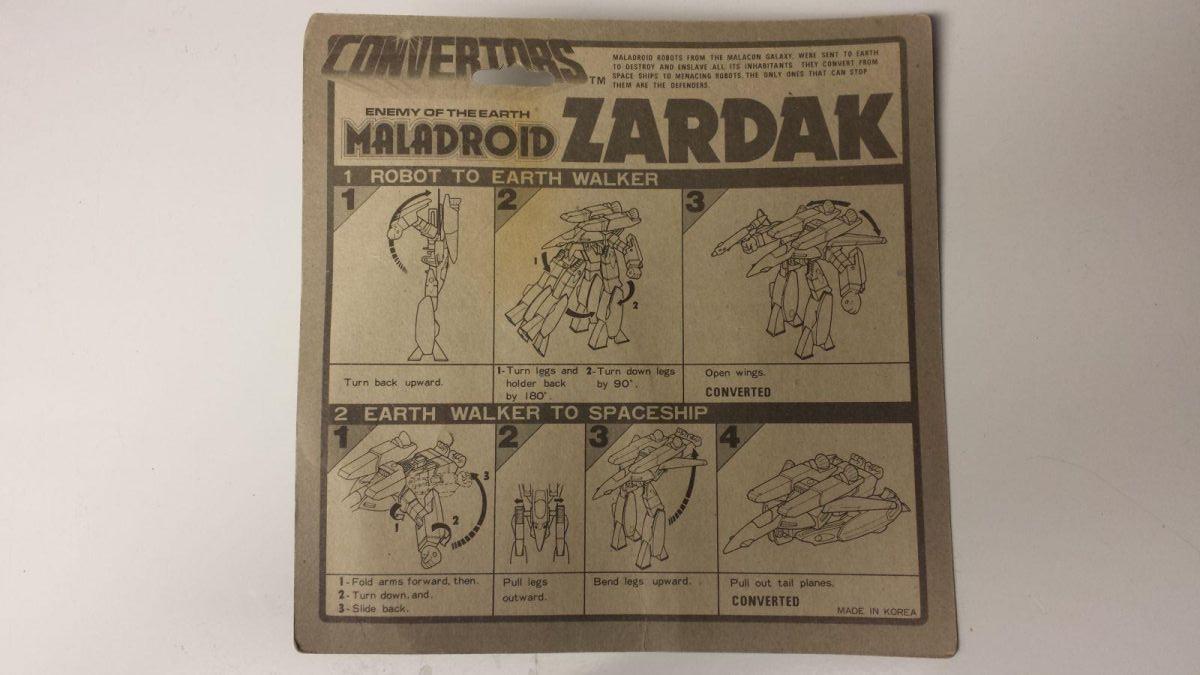 CONVERTORS TM
MALADROID ROBOTS FROM THE MALACON GALAXY, WERE SENT TO EARTH
TO DESTROY AND ENSLAVE ALL ITS INHABITANTS. THEY CONVERT FROM
SPACE SHIPS TO MENACING ROBOTS. THE ONLY ONES THAT CAN STOP
THEM ARE THE DEFENDERS.
ENEMY OF THE EARTH
MALADROID ZARDAK
1 ROBOT TO EARTH WALKER
1
2
1
2
3
Turn back upward.
1-Turn legs and
holder back
by 180°.
2-Turn down legs
by 90°.
Open wings.
CONVERTED
2 EARTH WALKER TO SPACESHIP
1
1
2
3
2
3
4
1-Fold arms forward, then.
2-Turn down, and.
3-Slide back.
Pull legs
outward.
Bend legs upward.
Pull out tail planes.
CONVERTED
MADE IN KOREA